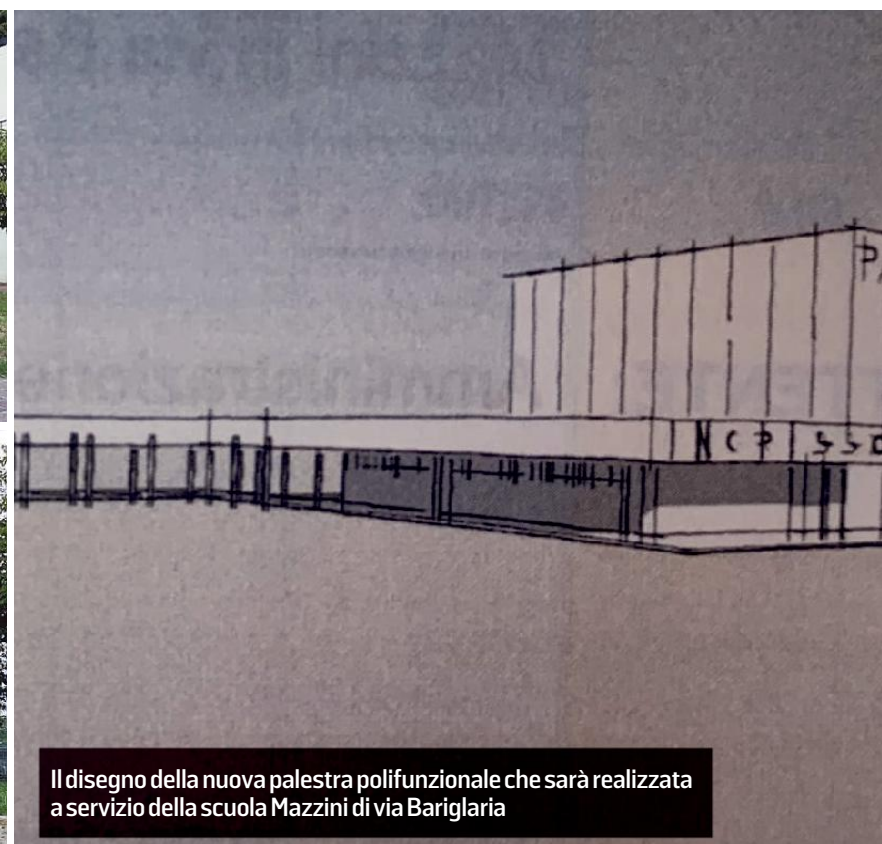 P
N C P S S
Il disegno della nuova palestra polifunzionale che sarà realizzata
a servizio della scuola Mazzini di via Bariglaria